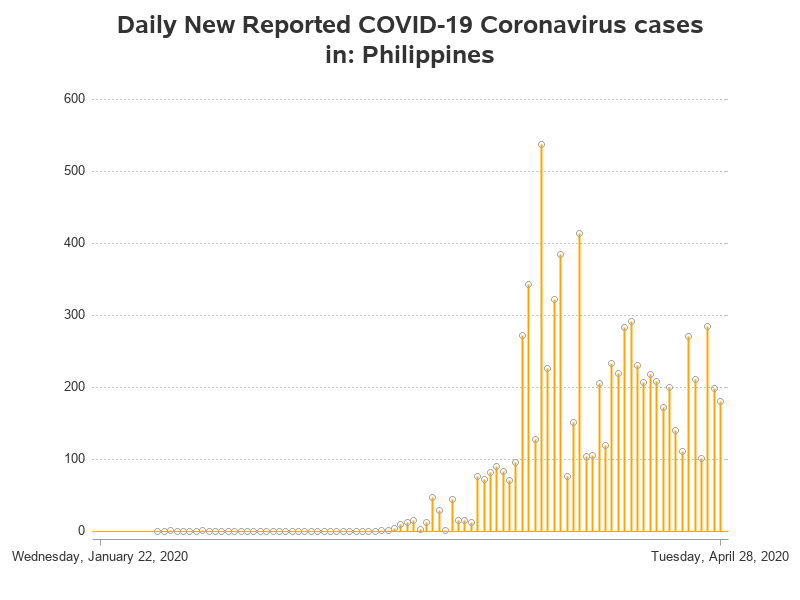 Daily New Reported COVID-19 Coronavirus cases
in: Philippines
600
500
400
300
200
100
0
Wednesday, January 22, 2020
Tuesday, April 28, 2020